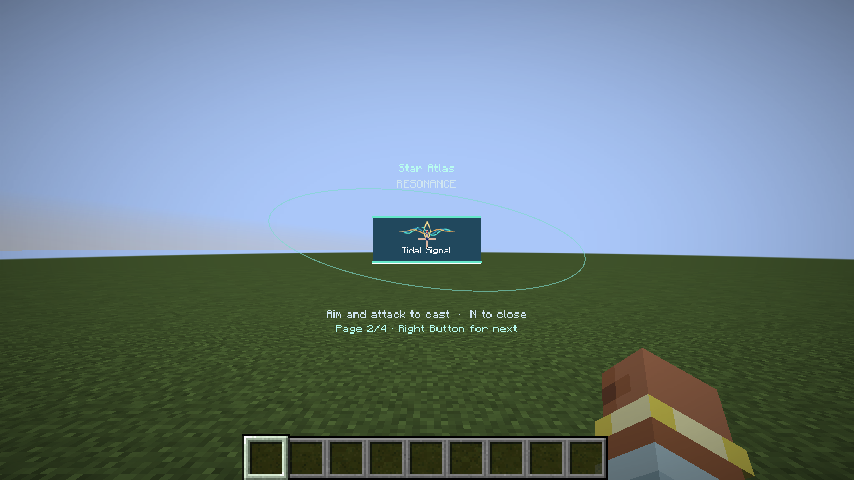 Star Atlas
RESONANCE
Tidal Signal
Aim and attack to cast · N to close
Page 2/4 · Right Button for next